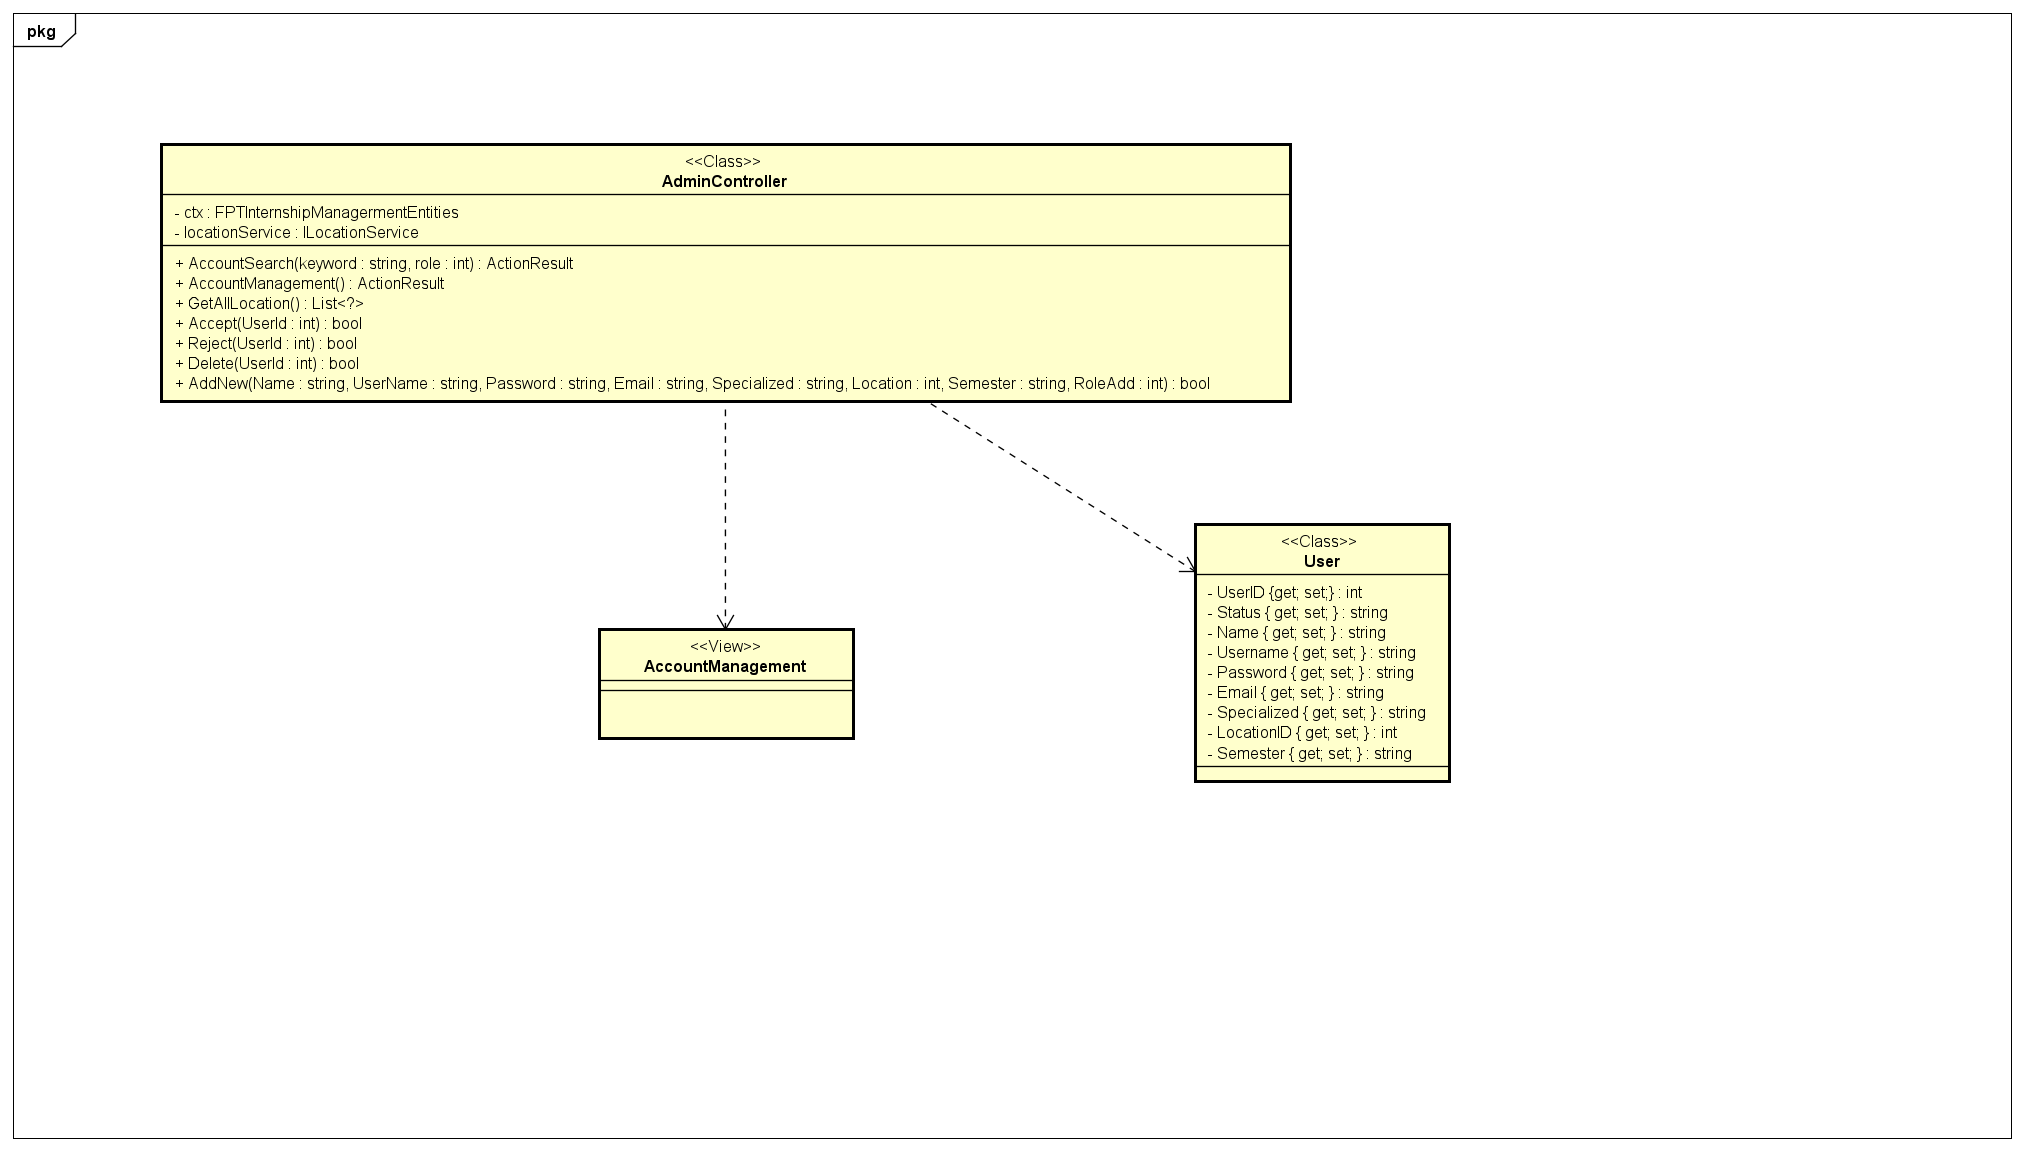 pkg
<<Class>>
AdminController
- ctx : FPTInternshipManagermentEntities
- locationService : ILocationService
+ AccountSearch(keyword : string, role : int) : ActionResult
+ AccountManagement() : ActionResult
+ GetAllLocation() : List<?>
+ Accept(UserId : int) : bool
+ Reject(UserId : int) : bool
+ Delete(UserId : int) : bool
+ AddNew(Name : string, UserName : string, Password : string, Email : string, Specialized : string, Location : int, Semester : string, RoleAdd : int) : bool
<<Class>>
User
- UserID {get; set;} : int
- Status { get; set; } : string
- Name { get; set; } : string
- Username { get; set; } : string
- Password { get; set; } : string
- Email { get; set; } : string
- Specialized { get; set; } : string
- LocationID { get; set; } : int
- Semester { get; set; } : string
<<View>>
AccountManagement